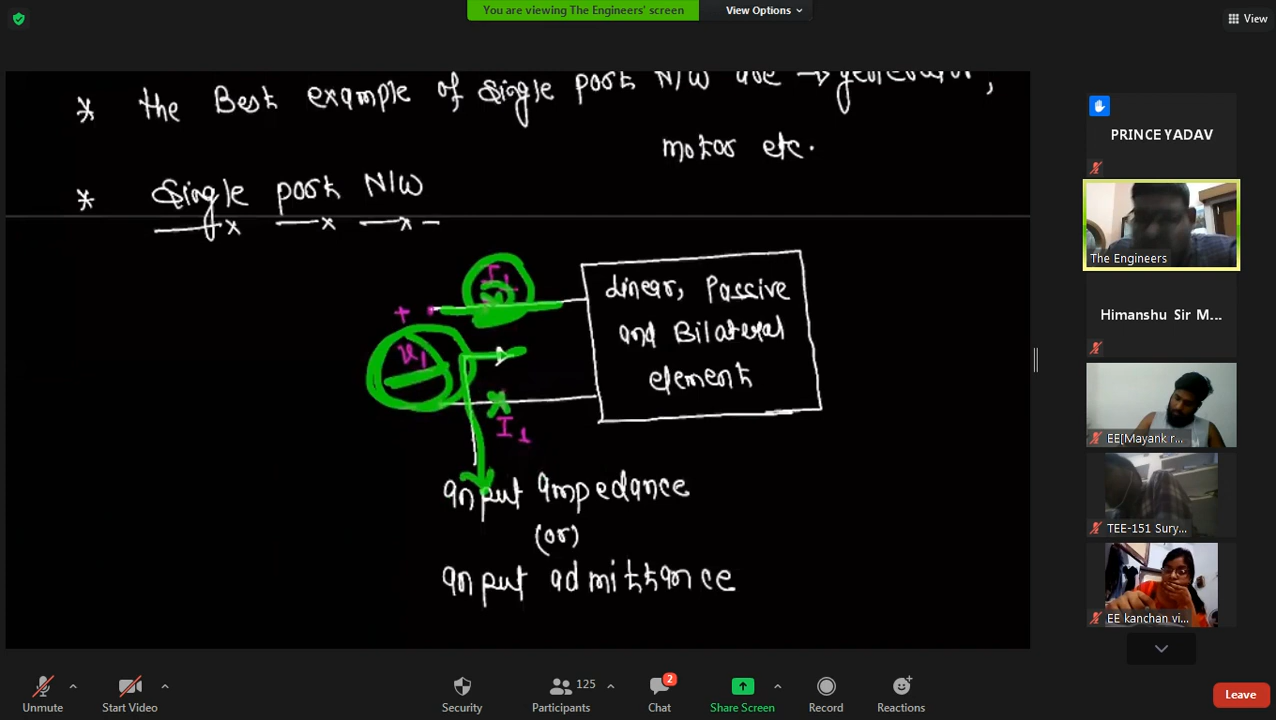 You are viewing The Engineers' screen
View Options
View
* the Best example of single port N/W are → generator,
motor etc.
* Single port N/W
I1
+
V1
I1
Linear, Passive
and Bilateral
element
input impedance
(or)
input admittance
PRINCE YADAV
The Engineers
Himanshu Sir M...
EE[Mayank r...
TEE-151 Sury...
EE kanchan vi...
Unmute
Start Video
Security
125
Participants
2
Chat
Share Screen
Record
Reactions
Leave